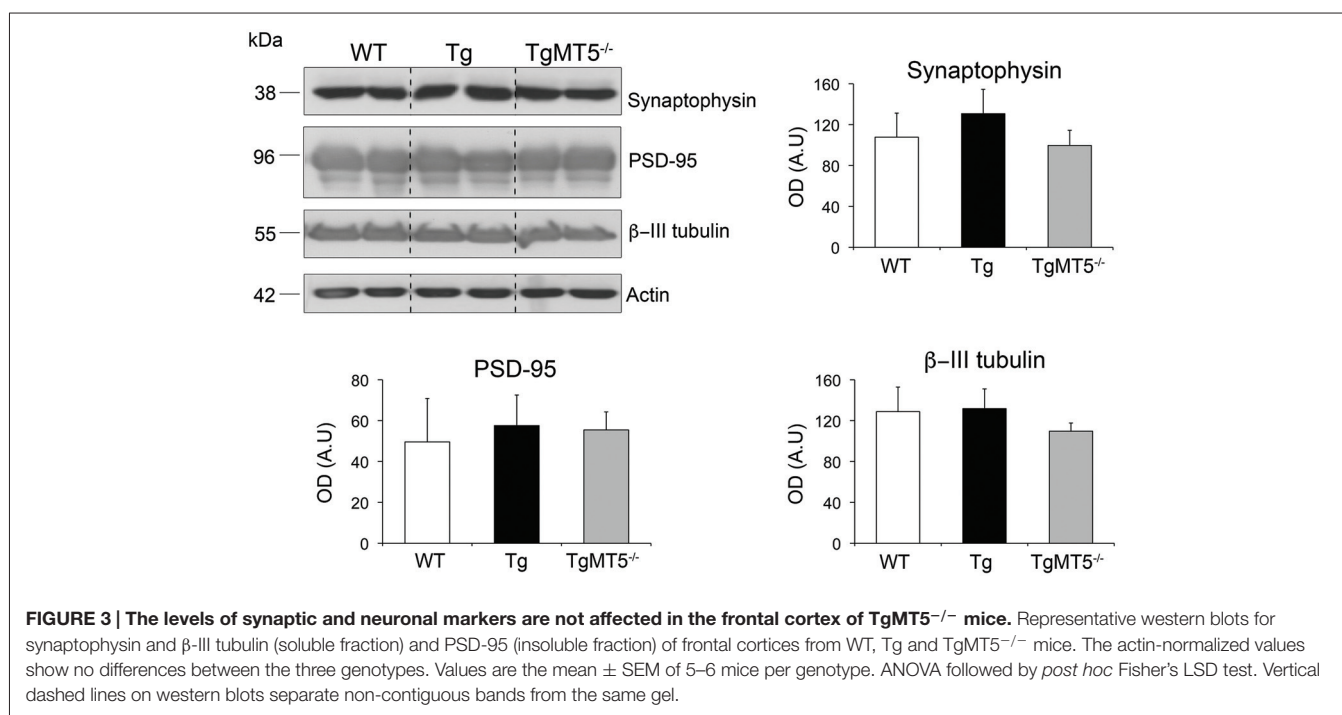 kDa
WT Tg TgMT5-/-
38 Synaptophysin
96 PSD-95
55 β–III tubulin
42 Actin
Synaptophysin
OD (A.U)
160
120
80
40
0
WT Tg TgMT5-/-
PSD-95
OD (A.U)
80
60
40
20
0
WT Tg TgMT5-/-
β–III tubulin
OD (A.U)
160
120
80
40
0
WT Tg TgMT5-/-
FIGURE 3 | The levels of synaptic and neuronal markers are not affected in the frontal cortex of TgMT5−/− mice. Representative western blots for
synaptophysin and β-III tubulin (soluble fraction) and PSD-95 (insoluble fraction) of frontal cortices from WT, Tg and TgMT5−/− mice. The actin-normalized values
show no differences between the three genotypes. Values are the mean ± SEM of 5–6 mice per genotype. ANOVA followed by post hoc Fisher's LSD test. Vertical
dashed lines on western blots separate non-contiguous bands from the same gel.